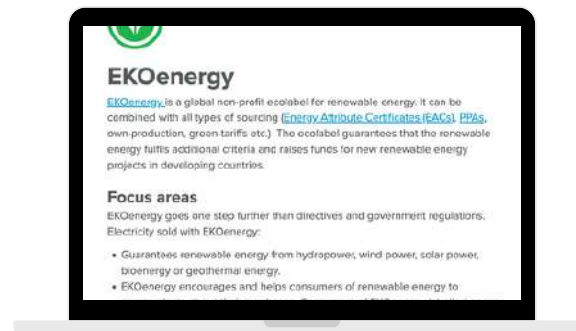 EKOenergy
EKOenergy is a global non-profit ecolabel for renewable energy. It can be
combined with all types of sourcing (Energy Attribute Certificates (EACs), PPAs,
own-production, green-tariffs etc.) The ecolabel guarantees that the renewable
energy fulfils additional criteria and raises funds for new renewable energy
projects in developing countries.
Focus areas
EKOenergy goes one step further than directives and government regulations.
Electricity sold with EKOenergy:
• Guarantees renewable energy from hydropower, wind power, solar power,
bioenergy or geothermal energy.
• EKOenergy encourages and helps consumers of renewable energy to